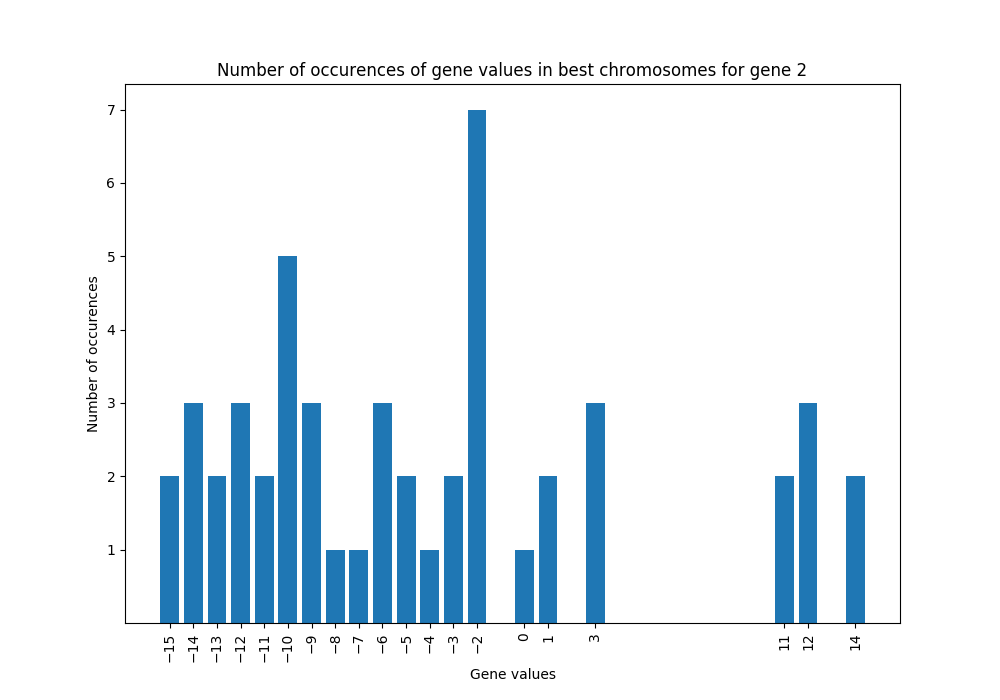 Number of occurences of gene values in best chromosomes for gene 2
7
6
5
4
3
2
1
Number of occurences
−15 −14 −13 −12 −11 −10 −9 −8 −7 −6 −5 −4 −3 −2 0 1 3 11 12 14
Gene values